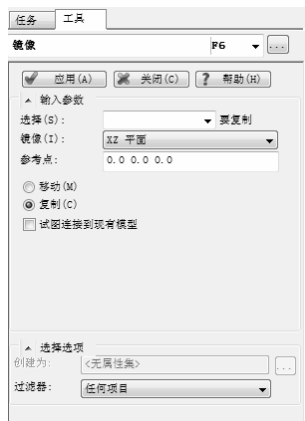 任务 工具
镜像 F6 ...
应用(A) 关闭(C) ? 帮助(H)
输入参数
选择(S): 要复制
镜像(I): XZ 平面
参考点: 0.0 0.0 0.0
移动(M)
复制(C)
试图连接到现有模型
选择选项
创建为: <无属性集> ...
过滤器: 任何项目